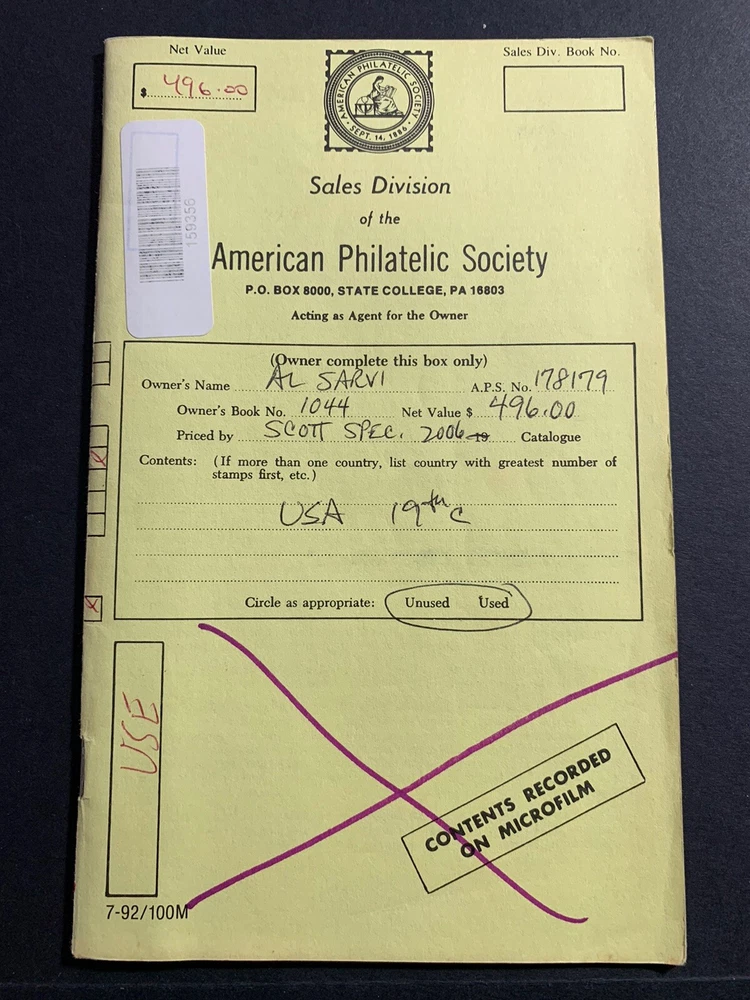 Net Value
$ 496.00
Sales Div. Book No.
AMERICAN PHILATELIC SOCIETY
SEPT. 14, 1886
159356
Sales Division
of the
American Philatelic Society
P.O. BOX 8000, STATE COLLEGE, PA 16803
Acting as Agent for the Owner
(Owner complete this box only)
Owner's Name AL SARVI A.P.S. No. 178179
Owner's Book No. 1044 Net Value $ 496.00
Priced by SCOTT SPEC. 2006 19 Catalogue
Contents: (If more than one country, list country with greatest number of
stamps first, etc.)
USA 19th C
Circle as appropriate: Unused Used
USE
CONTENTS RECORDED
ON MICROFILM
7-92/100M